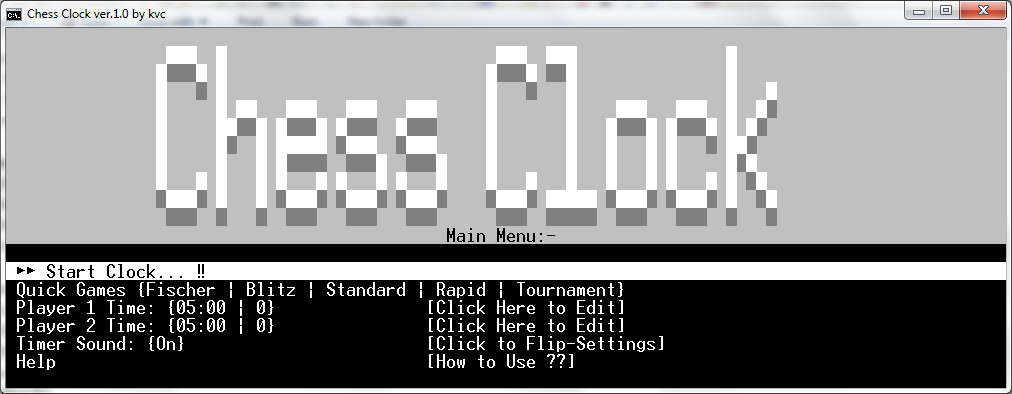 Chess Clock ver.1.0 by kvc
Chess Clock
Main Menu:-
►► Start Clock... ‼
Quick Games {Fischer ¦ Blitz ¦ Standard ¦ Rapid ¦ Tournament}
Player 1 Time: {05:00 ¦ 0} [Click Here to Edit]
Player 2 Time: {05:00 ¦ 0} [Click Here to Edit]
Timer Sound: {On} [Click to Flip-Settings]
Help [How to Use ??]